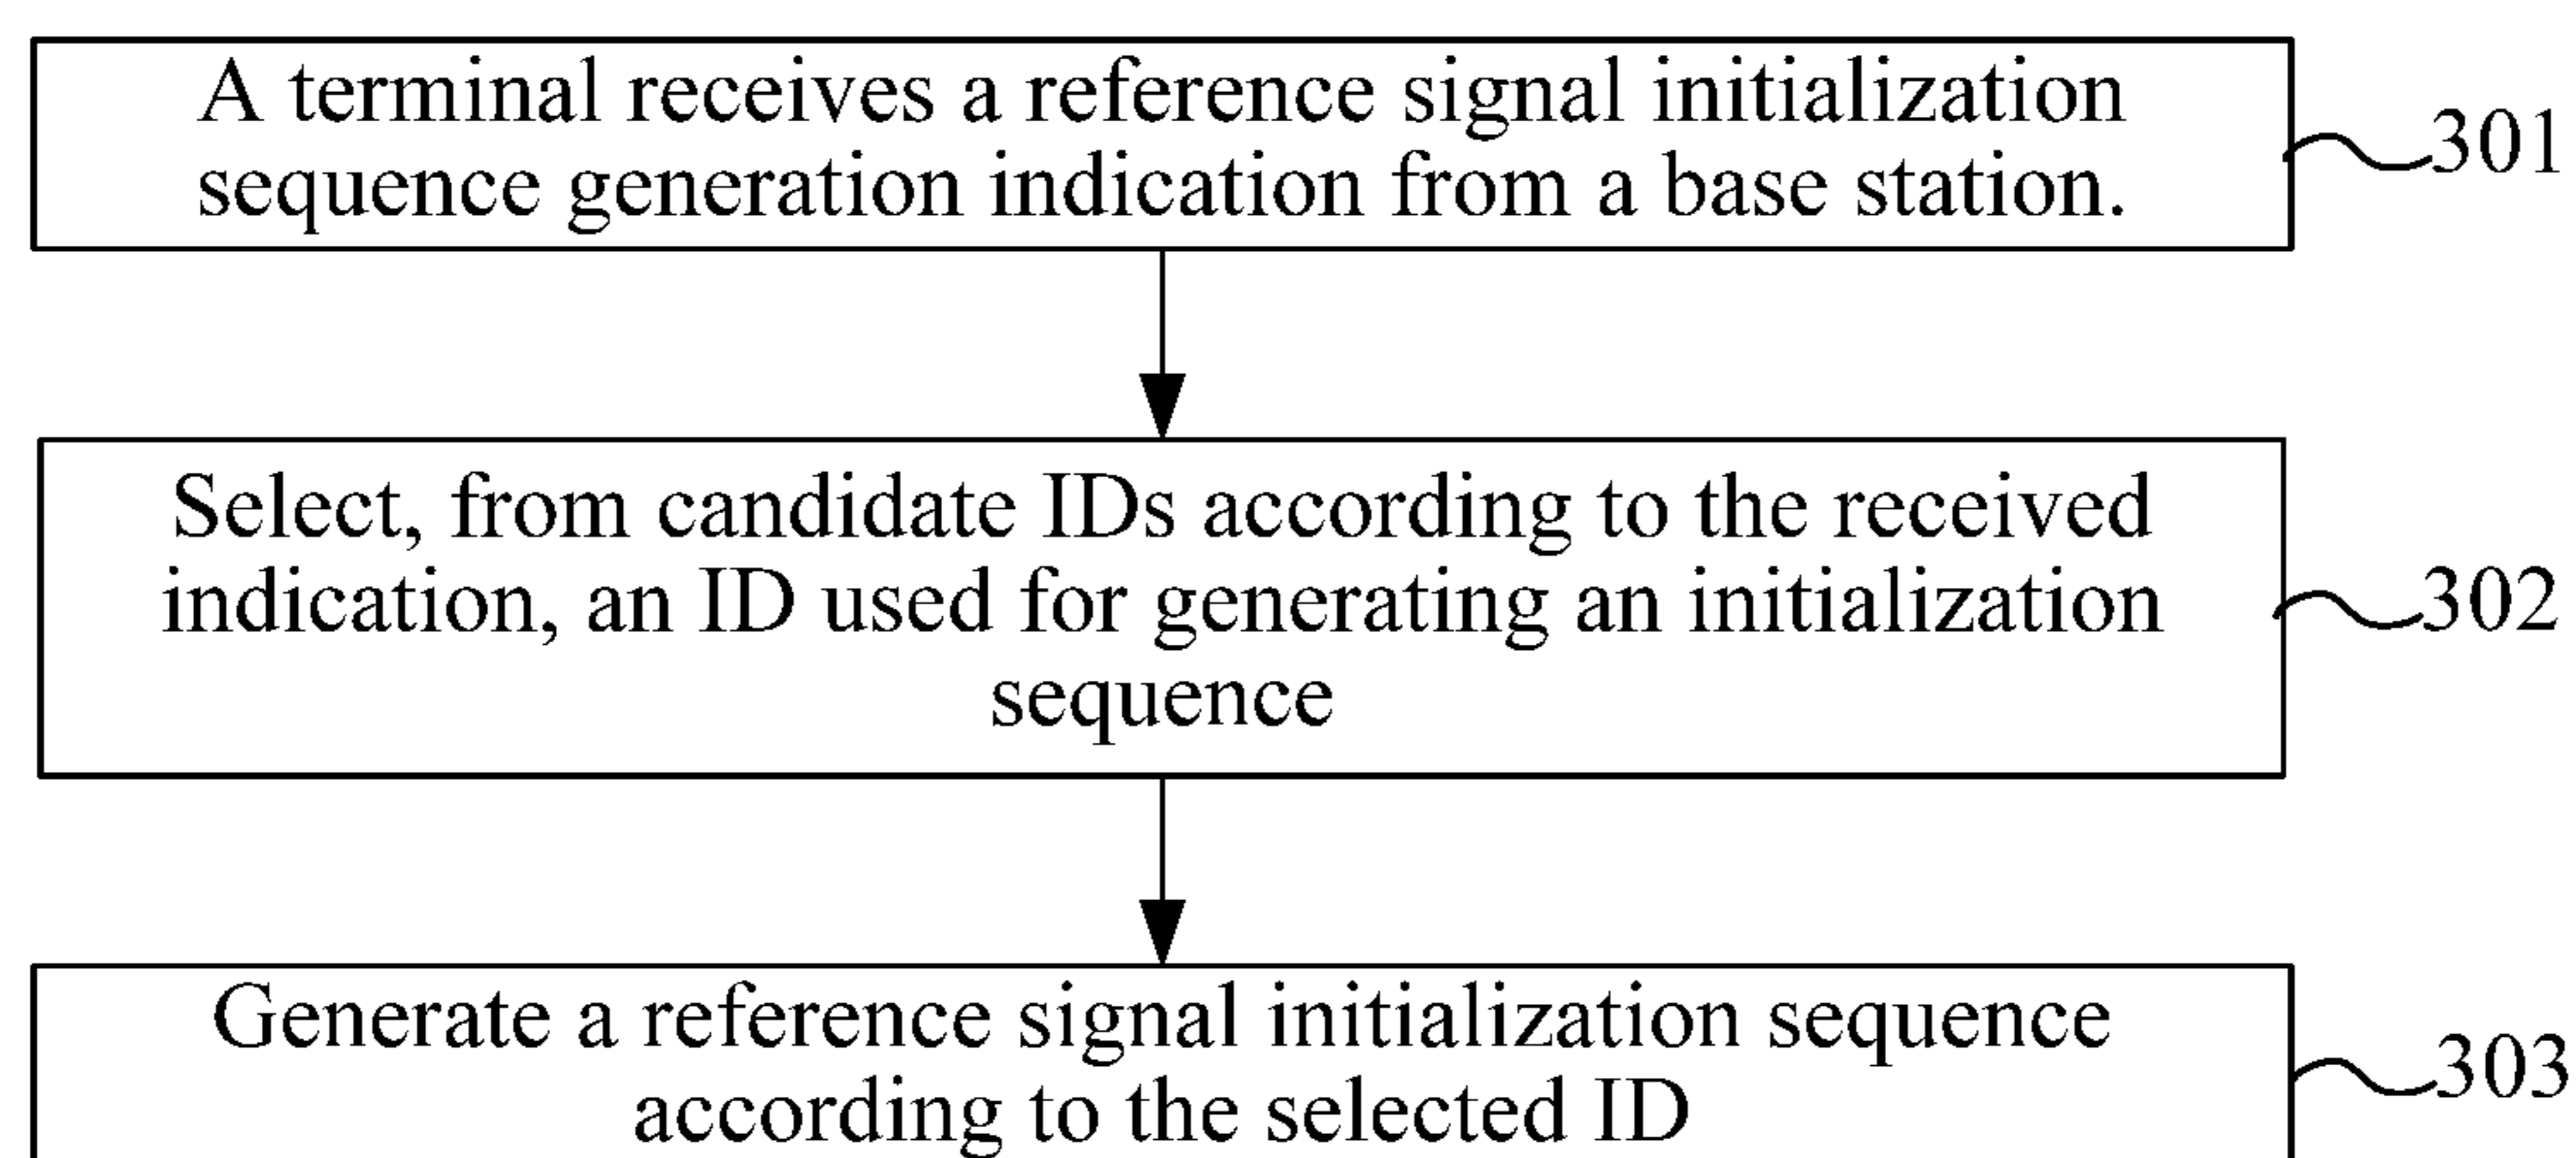 A terminal receives a reference signal initialization
sequence generation indication from a base station.
301
Select, from candidate IDs according to the received
indication, an ID used for generating an initialization
sequence
302
Generate a reference signal initialization sequence
according to the selected ID
303